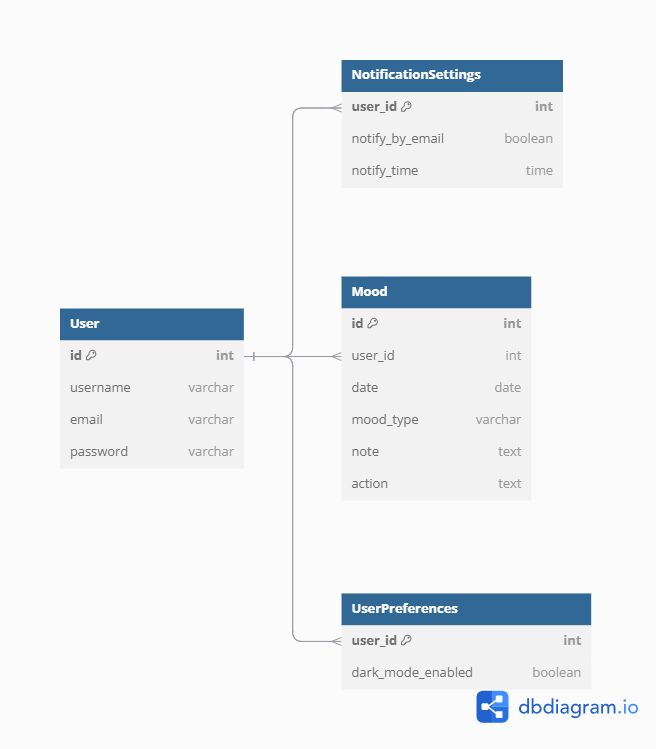 NotificationSettings
user_id int
notify_by_email boolean
notify_time time
Mood
id int
user_id int
date date
mood_type varchar
note text
action text
User
id int
username varchar
email varchar
password varchar
UserPreferences
user_id int
dark_mode_enabled boolean
dbdiagram.io